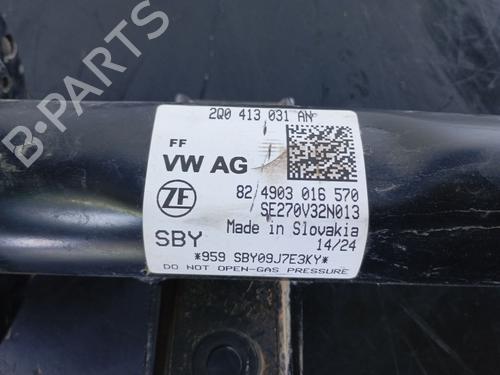 2Q0 413 031 AN
FF
VW AG
ZF
82 4903 016 570
SE270V32N013
Made in Slovakia
SBY
14/24
*959 SBY09J7E3KY*
DO NOT OPEN-GAS PRESSURE
B-PARTS